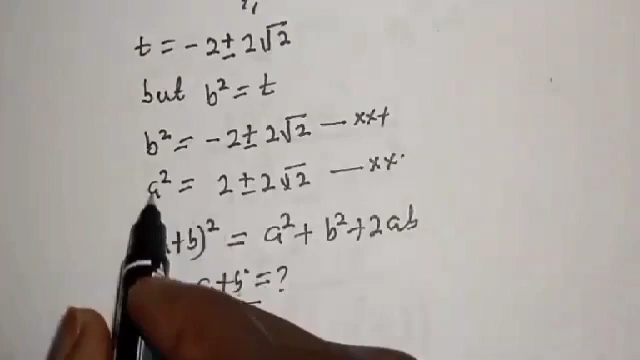 t = - 2 ± 2√2
but b² = t
b² = - 2 ± 2√2 — xx+
a² = 2 ± 2√2 — xx
+b)² = a² + b² + 2ab
a+b = ?